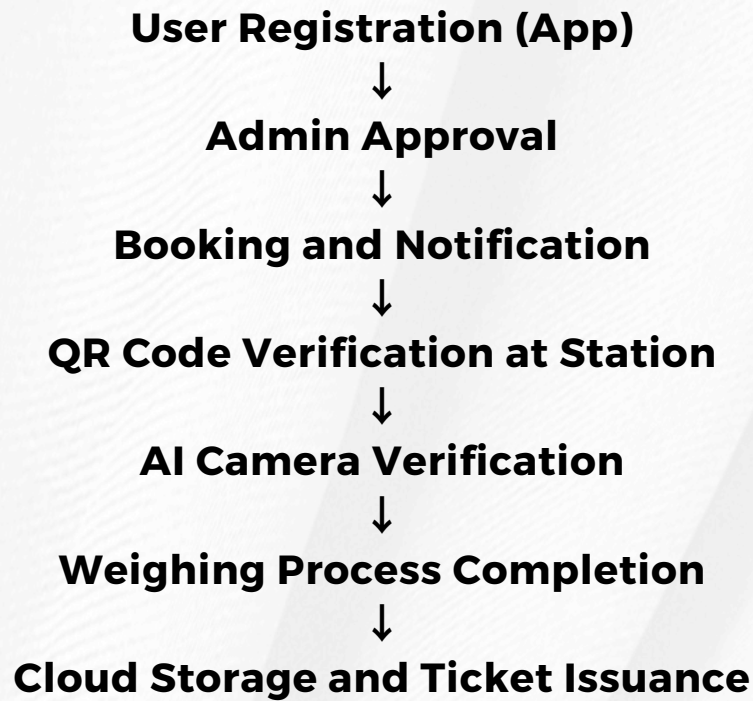 User Registration (App)
↓
Admin Approval
↓
Booking and Notification
↓
QR Code Verification at Station
↓
AI Camera Verification
↓
Weighing Process Completion
↓
Cloud Storage and Ticket Issuance